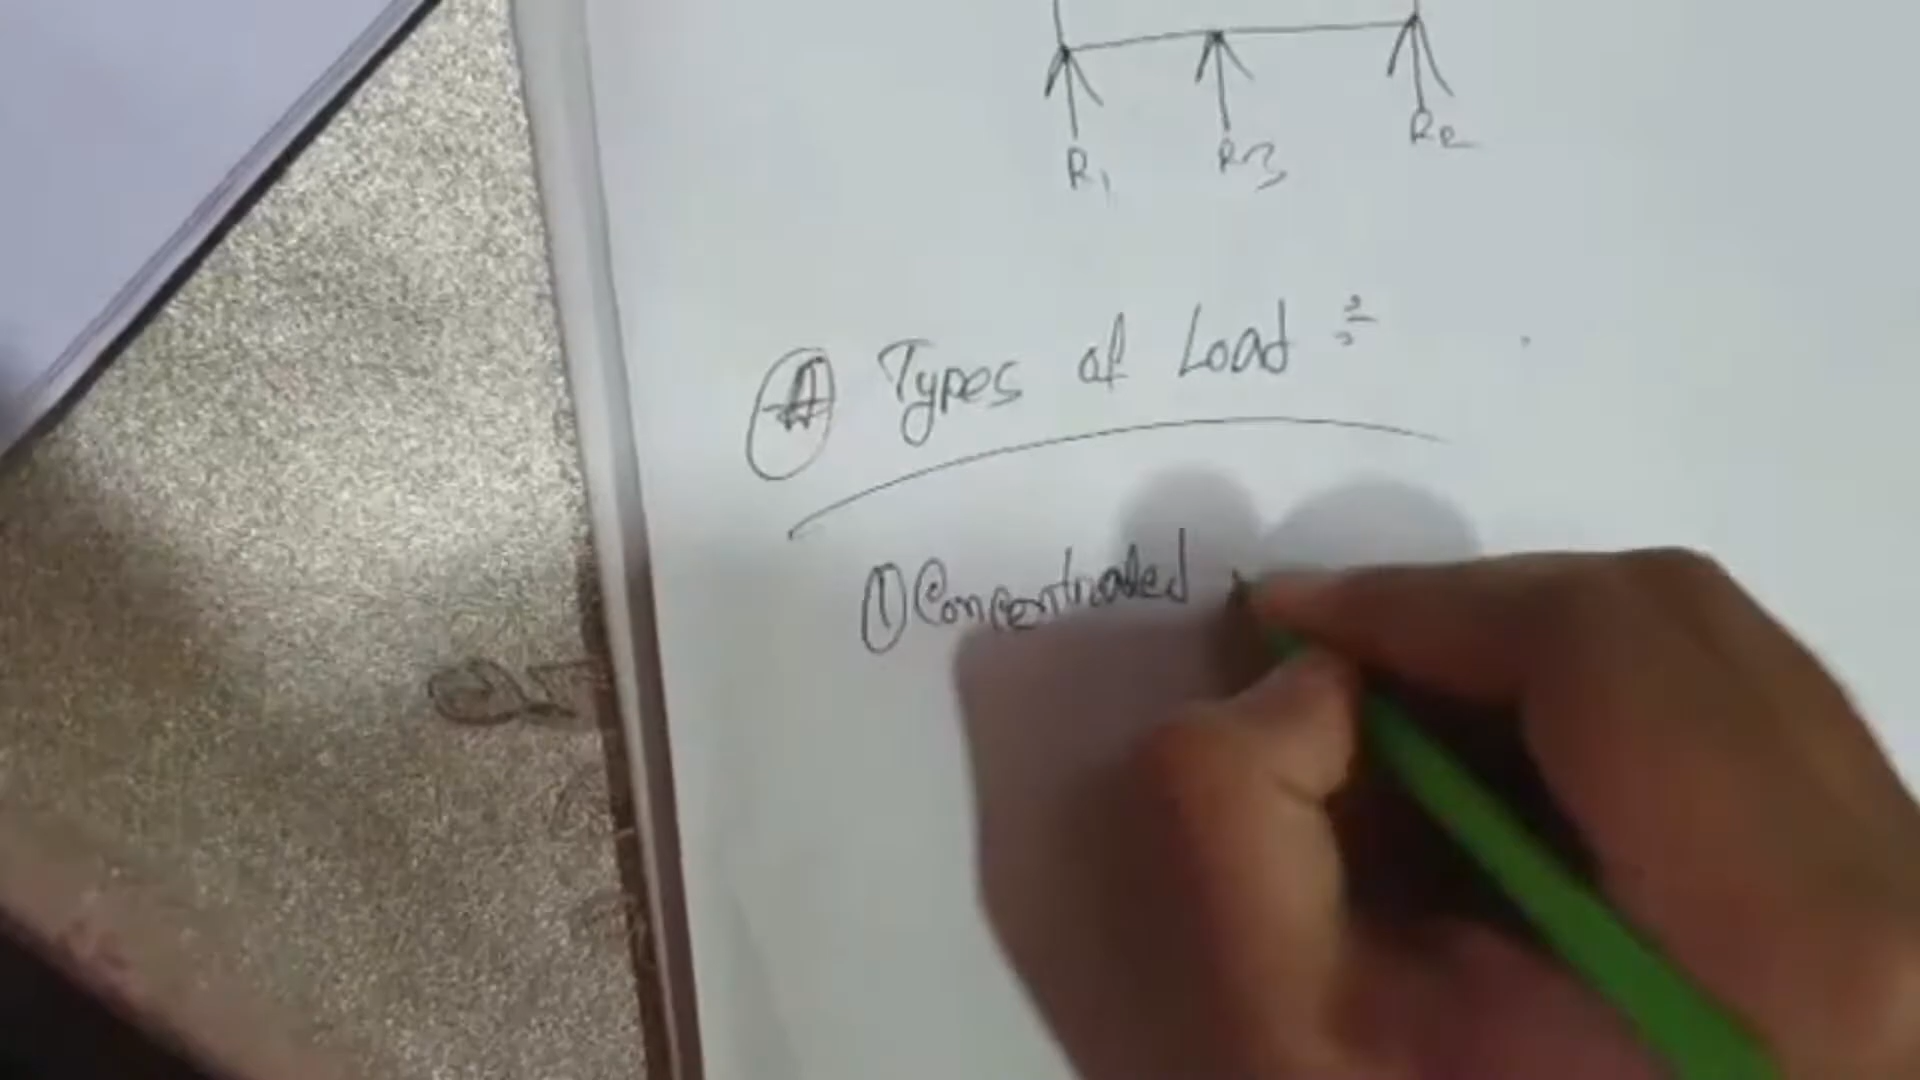 R1 R3 R2
# Types of Load :-
① Concentrated